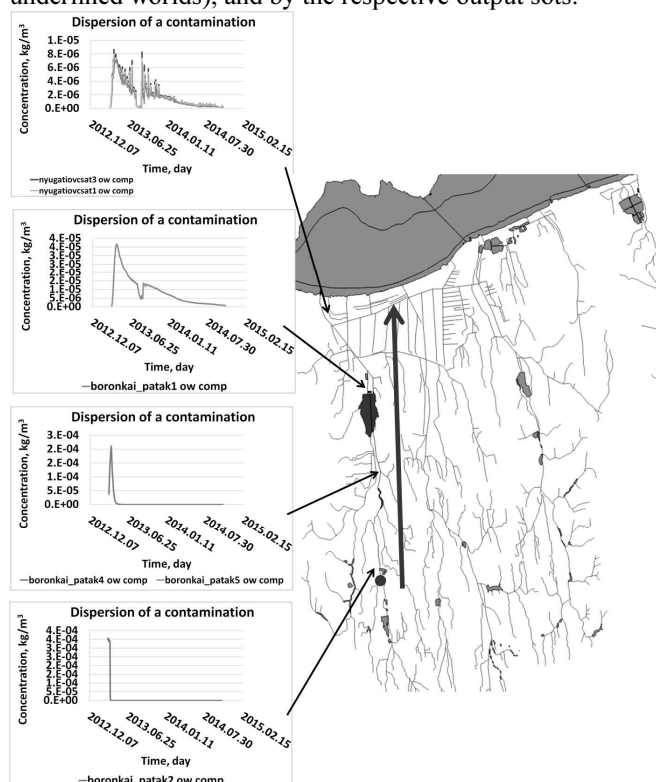 underlined worlds), and by the respective output sots.
Dispersion of a contamination
Concentration, kg/m³
1.E-05
8.E-06
6.E-06
4.E-06
2.E-06
0.E+00
2012.12.07
2013.06.25
2014.01.11
2014.07.30
2015.02.15
Time, day
nyugatiovcsat3 ow comp
nyugatiovcsat1 ow comp
Dispersion of a contamination
Concentration, kg/m³
4.E-05
4.E-05
3.E-05
3.E-05
2.E-05
2.E-05
1.E-05
5.E-06
0.E+00
2012.12.07
2013.06.25
2014.01.11
2014.07.30
2015.02.15
Time, day
boronkai_patak1 ow comp
Dispersion of a contamination
Concentration, kg/m³
3.E-04
2.E-04
2.E-04
1.E-04
5.E-05
0.E+00
2012.12.07
2013.06.25
2014.01.11
2014.07.30
2015.02.15
Time, day
boronkai_patak4 ow comp boronkai_patak5 ow comp
Dispersion of a contamination
Concentration, kg/m³
4.E-04
4.E-04
3.E-04
3.E-04
2.E-04
2.E-04
1.E-04
5.E-05
0.E+00
2012.12.07
2013.06.25
2014.01.11
2014.07.30
2015.02.15
Time, day
boronkai_patak2 ow comp